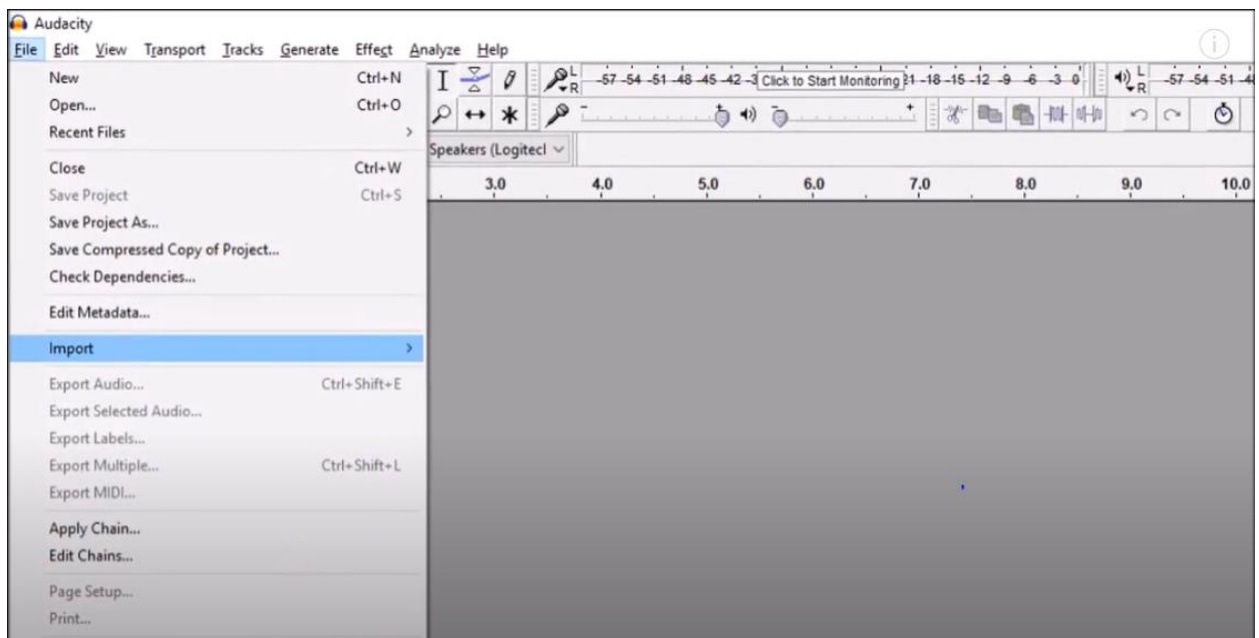 Audacity
File Edit View Transport Tracks Generate Effect Analyze Help
New Ctrl+N
Open... Ctrl+O
Recent Files >
Close Ctrl+W
Save Project Ctrl+S
Save Project As...
Save Compressed Copy of Project...
Check Dependencies...
Edit Metadata...
Import >
Export Audio... Ctrl+Shift+E
Export Selected Audio...
Export Labels...
Export Multiple... Ctrl+Shift+L
Export MIDI...
Apply Chain...
Edit Chains...
Page Setup...
Print...
L R -57 -54 -51 -48 -45 -42 Click to Start Monitoring -18 -15 -12 -9 -6 -3 0 L R -57 -54 -51
- + 
Speakers (Logitecl
3.0 4.0 5.0 6.0 7.0 8.0 9.0 10.0